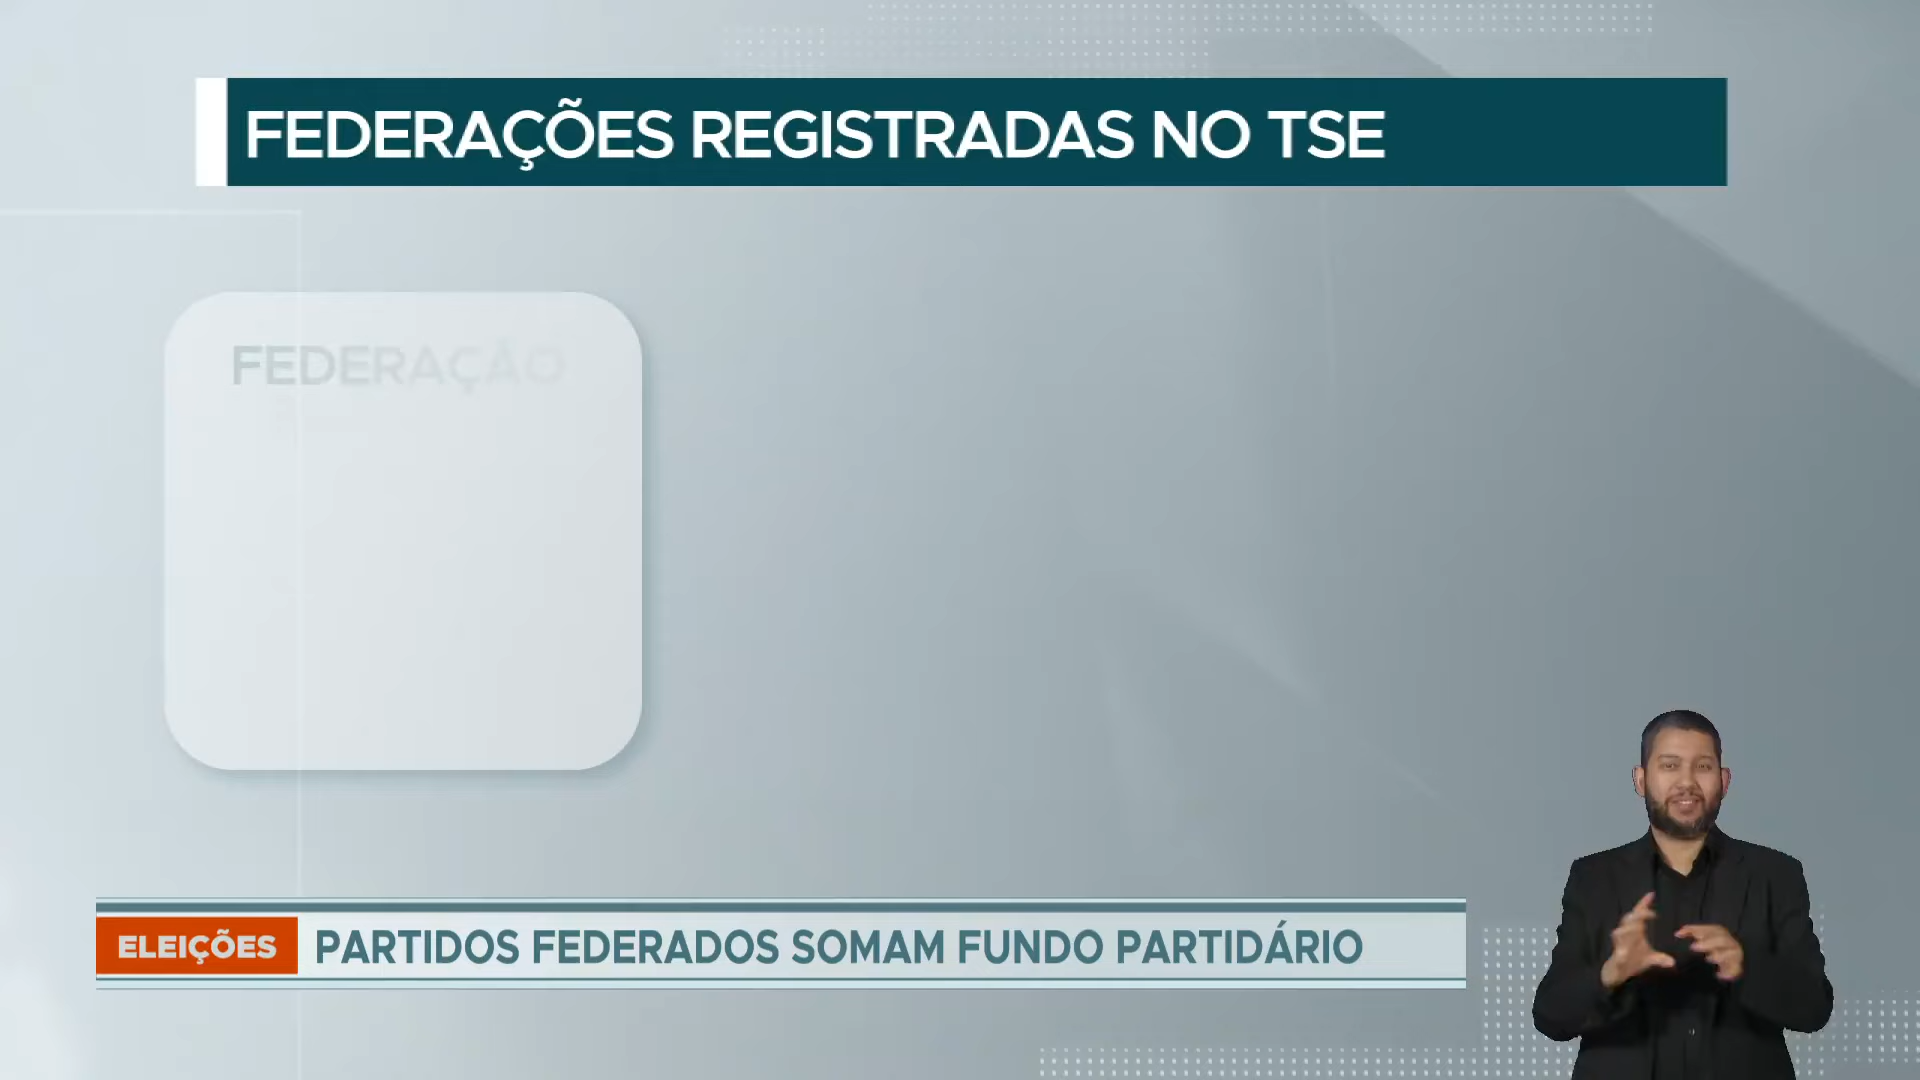 FEDERAÇÕES REGISTRADAS NO TSE
FEDERAÇÃO
ELEIÇÕES
PARTIDOS FEDERADOS SOMAM FUNDO PARTIDÁRIO